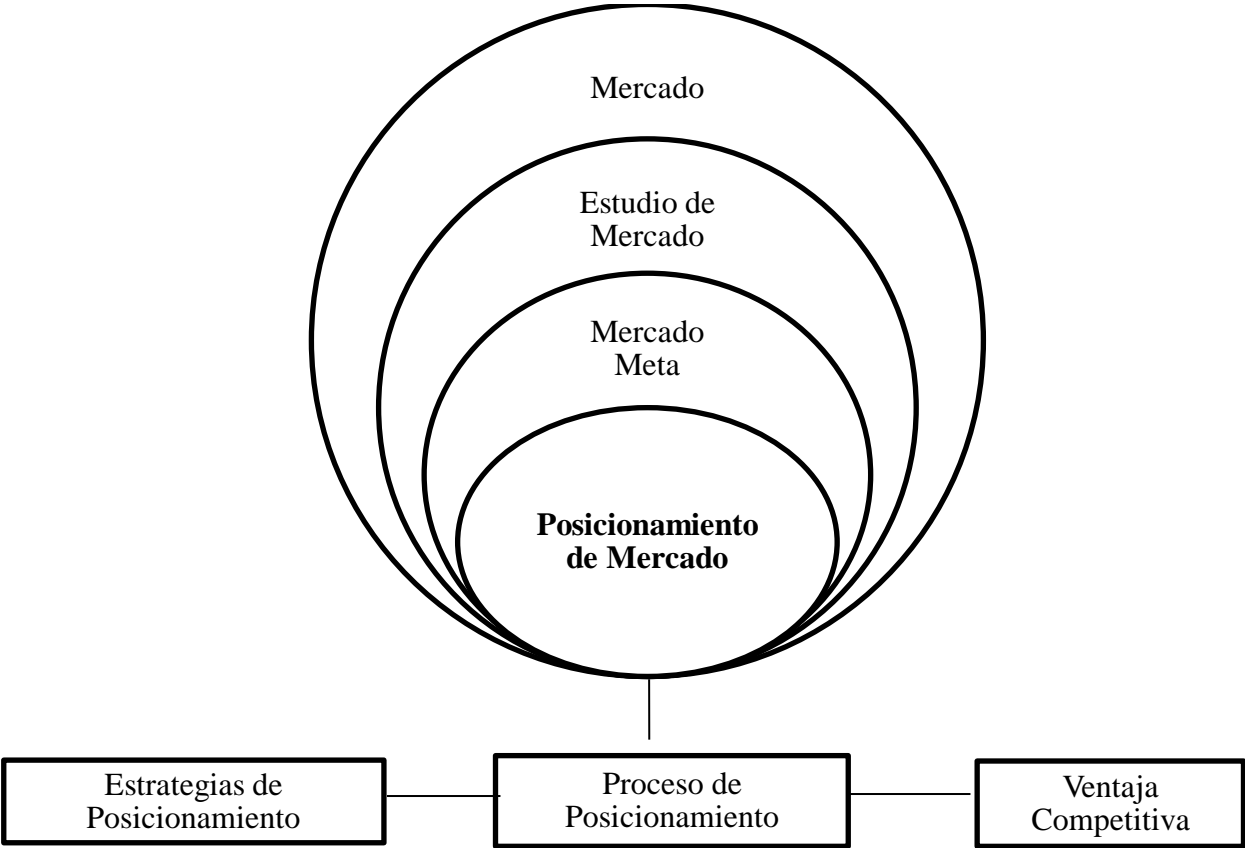 Mercado
Estudio de
Mercado
Mercado
Meta
Posicionamiento
de Mercado
Estrategias de
Posicionamiento
Proceso de
Posicionamiento
Ventaja
Competitiva